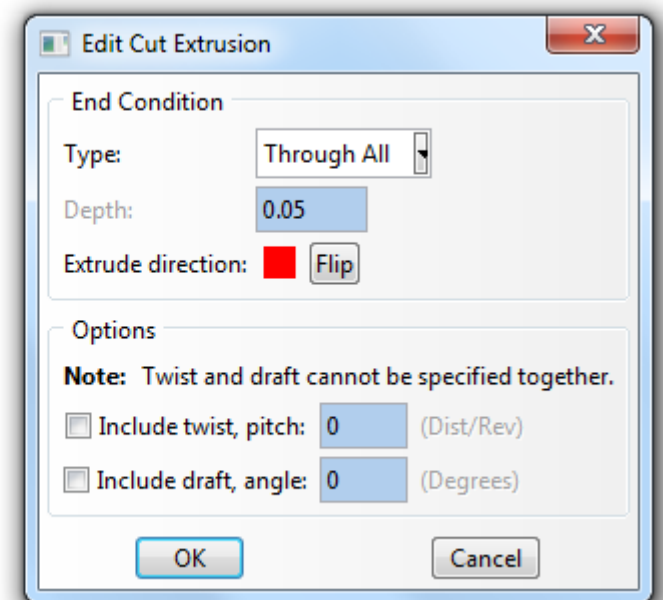 Edit Cut Extrusion
End Condition
Type: Through All
Depth: 0.05
Extrude direction: Flip
Options
Note: Twist and draft cannot be specified together.
Include twist, pitch: 0 (Dist/Rev)
Include draft, angle: 0 (Degrees)
OK Cancel